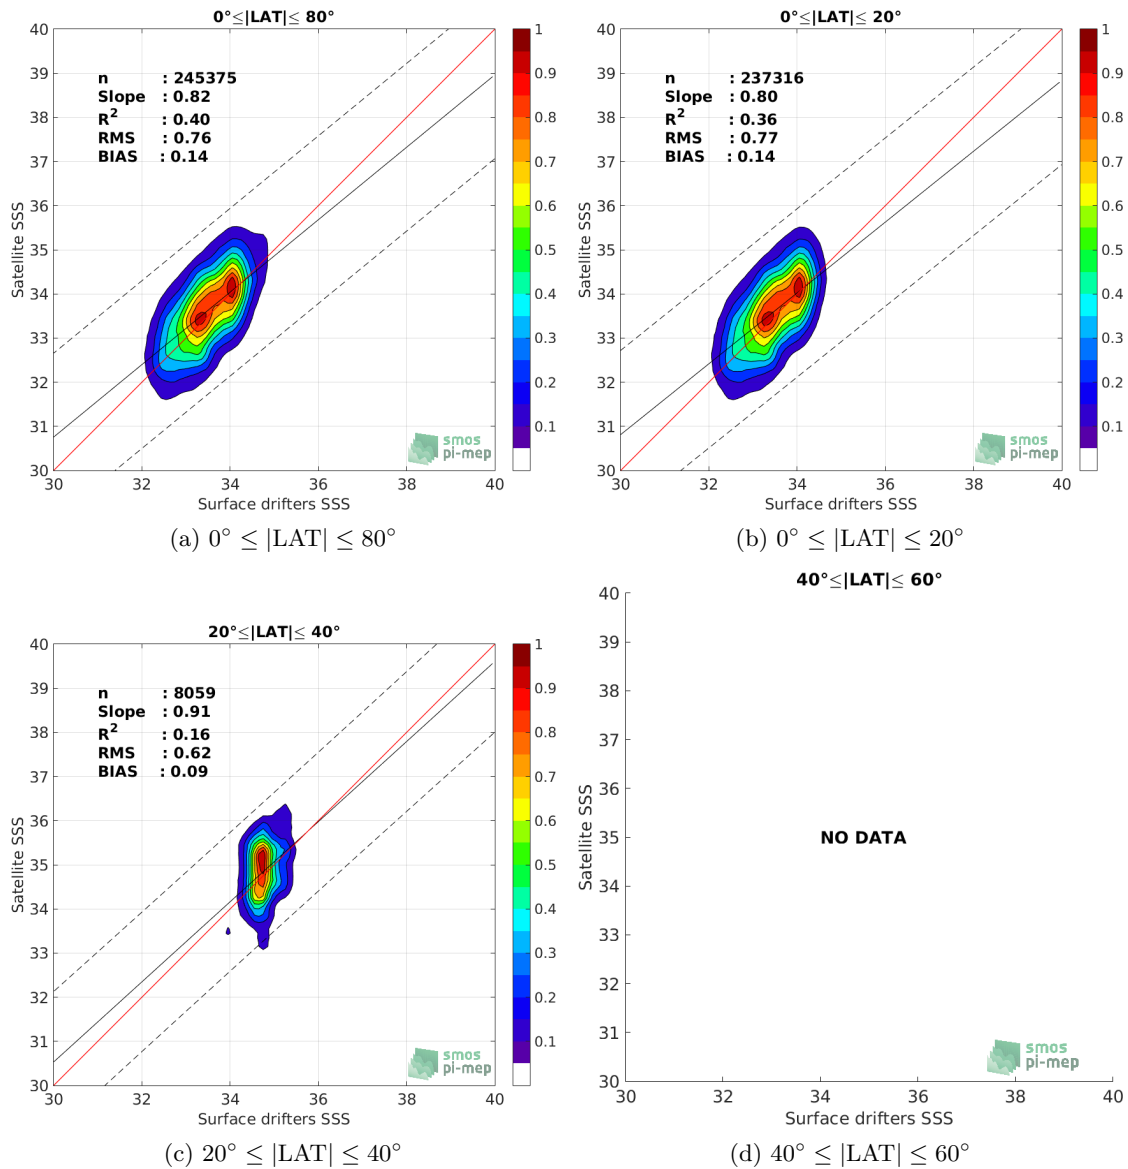 0°≤|LAT|≤ 80°
40
39
38
37
36
35
34
33
32
31
30
Satellite SSS
n : 245375
Slope : 0.82
R2 : 0.40
RMS : 0.76
BIAS : 0.14
smos
pi-mep
30 32 34 36 38 40
Surface drifters SSS
1
0.9
0.8
0.7
0.6
0.5
0.4
0.3
0.2
0.1
(a) 0° ≤ |LAT| ≤ 80°
0°≤|LAT|≤ 20°
40
39
38
37
36
35
34
33
32
31
30
Satellite SSS
n : 237316
Slope : 0.80
R2 : 0.36
RMS : 0.77
BIAS : 0.14
smos
pi-mep
30 32 34 36 38 40
Surface drifters SSS
1
0.9
0.8
0.7
0.6
0.5
0.4
0.3
0.2
0.1
(b) 0° ≤ |LAT| ≤ 20°
20°≤|LAT|≤ 40°
40
39
38
37
36
35
34
33
32
31
30
Satellite SSS
n : 8059
Slope : 0.91
R2 : 0.16
RMS : 0.62
BIAS : 0.09
smos
pi-mep
30 32 34 36 38 40
Surface drifters SSS
1
0.9
0.8
0.7
0.6
0.5
0.4
0.3
0.2
0.1
(c) 20° ≤ |LAT| ≤ 40°
40°≤|LAT|≤ 60°
40
39
38
37
36
35
34
33
32
31
30
Satellite SSS
NO DATA
smos
pi-mep
30 32 34 36 38 40
Surface drifters SSS
(d) 40° ≤ |LAT| ≤ 60°